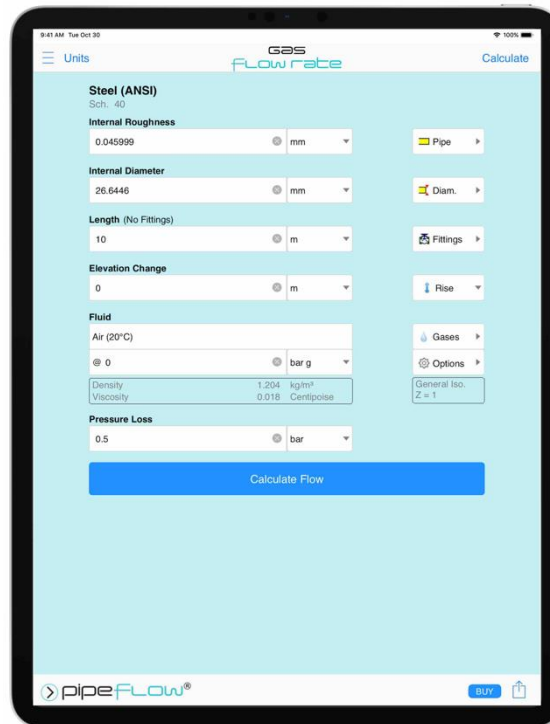 9:41 AM Tue Oct 30
100%
Units
Gas
Flow rate
Calculate
Steel (ANSI)
Sch. 40
Internal Roughness
0.045999 mm Pipe
Internal Diameter
26.6446 mm Diam.
Length (No Fittings)
10 m Fittings
Elevation Change
0 m Rise
Fluid
Air (20°C) Gases
@ 0 bar g Options
Density 1.204 kg/m³ General Iso.
Viscosity 0.018 Centipoise Z = 1
Pressure Loss
0.5 bar
Calculate Flow
pipeFLOW®
BUY